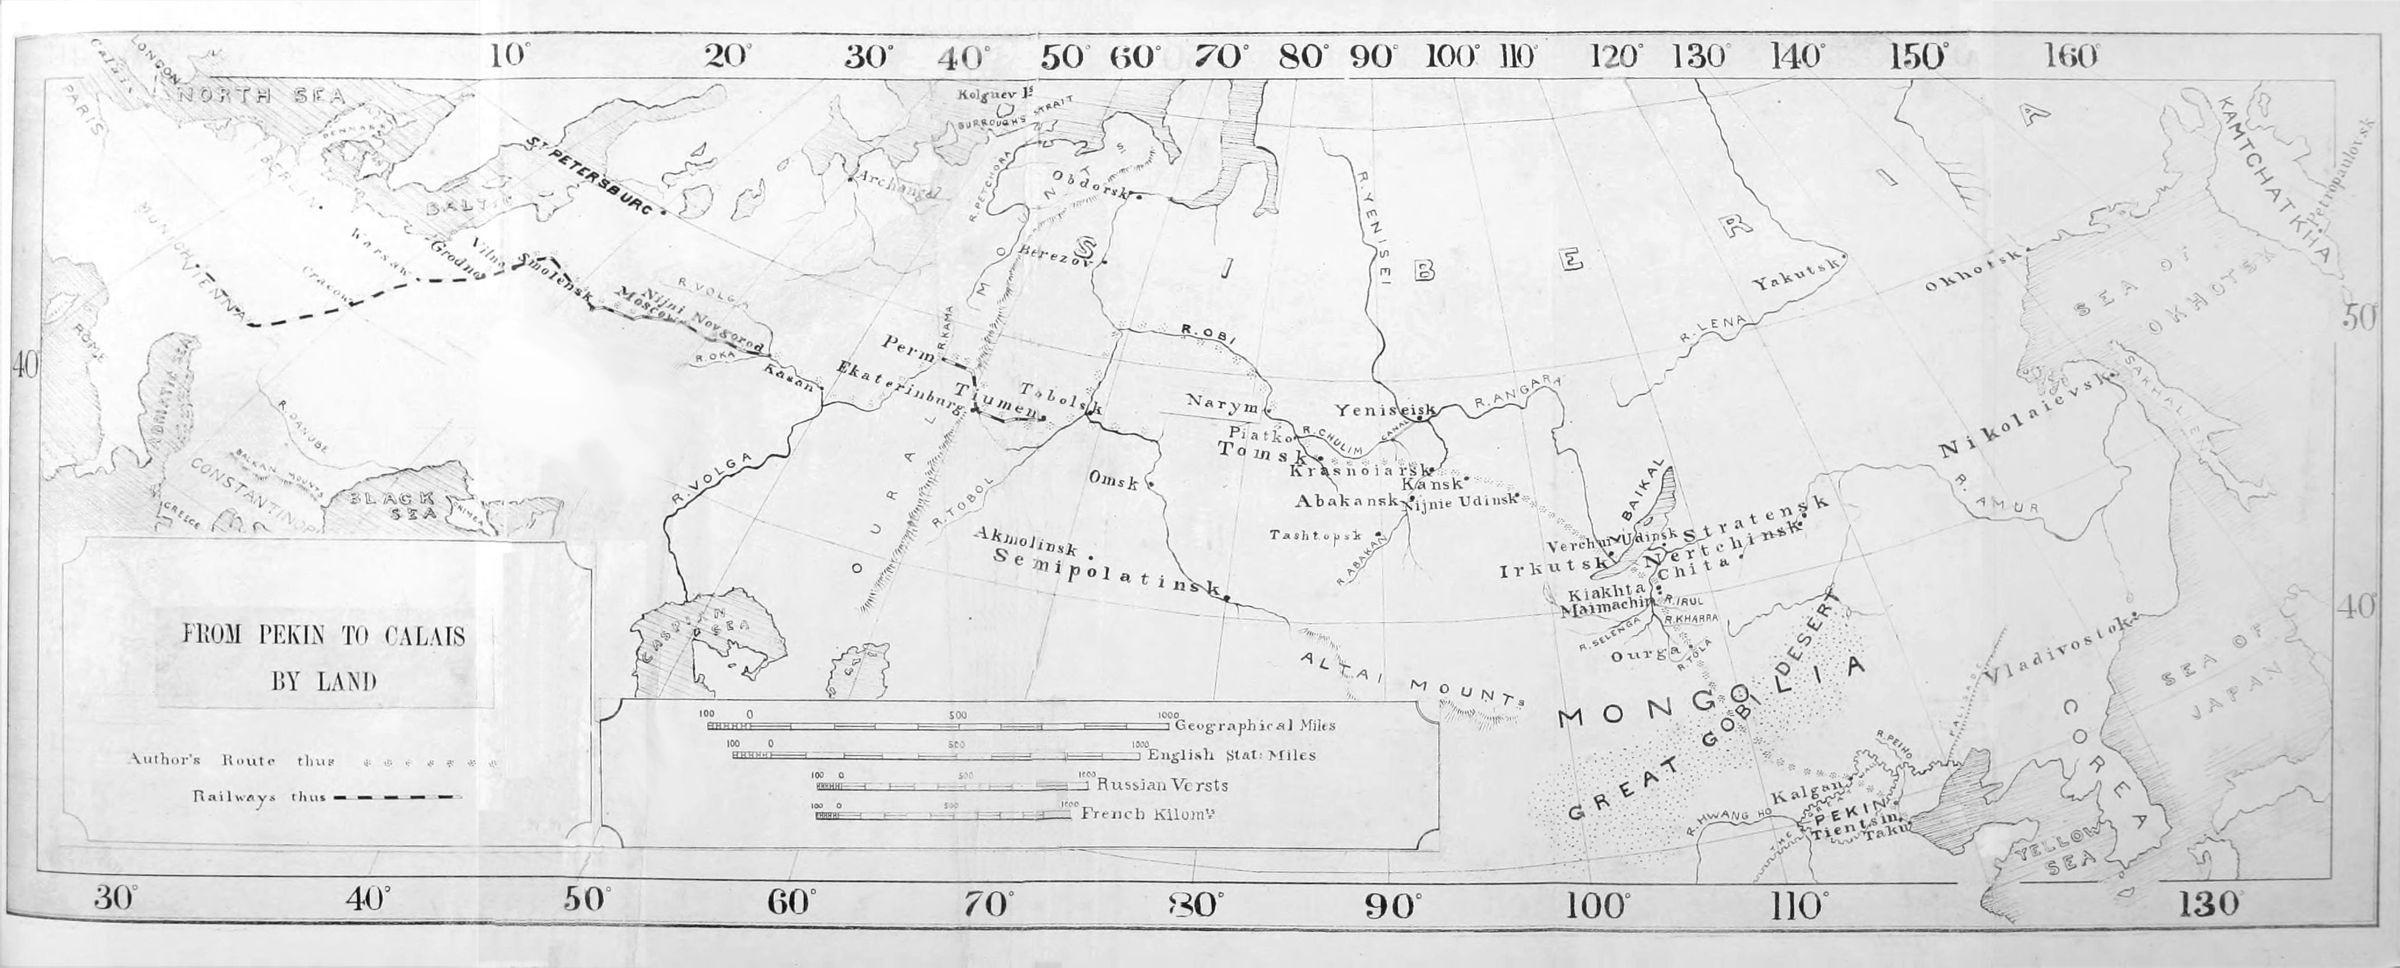 10° 20° 30° 40° 50° 60° 70° 80° 90° 100° 110° 120° 130° 140° 150° 160°
Calais
LONDON
PARIS
NORTH SEA
DENMARK
BERLIN
MUNICH
VIENNA
ROME
ADRIATIC SEA
BALTIC
ST PETERSBURG
Warsaw
Cracow
Grodno
Vilna
Smolensk
Moscow
Nijni Novgorod
R. VOLGA
R. OKA
Kasan
R. DANUBE
BALKAN MOUNTS
CONSTANTINOP
GREECE
BLACK
SEA
CRIMEA
R. VOLGA
CASPIAN
SEA
Kolguev Is
BURROUGHS STRAIT
Archangel
R. PETCHORA
Obdorsk
Berezov
R. KAMA
Perm
Ekaterinburg
Tiumen
Tobolsk
OURAL MOUNTS
R. TOBOL
R. OBI
Omsk
Akmolinsk
Semipolatinsk
SIBERIA
R. YENISEI
Narym
Piatko
Tomsk
R. CHULIM
CANAL
Yeniseisk
R. ANGARA
Krasnoiarsk
Kansk
Abakansk
Nijnie Udinsk
Tashtopsk
R. ABAKAN
ALTAI MOUNTS
R. LENA
Yakutsk
Okhotsk
SEA OF
OKHOTSK
KAMTCHATKHA
Petropaulovsk
SAKHALIEN
Nikolaievsk
R. AMUR
BAIKAL
Verchni Udinsk
Stratensk
Nertchinsk
Chita
Irkutsk
Kiakhta
Maimachin
R. IRUL
R. KHARRA
R. SELENGA
Ourga
R. TOLA
MONGOLIA
GREAT GOBI DESERT
Vladivostok
SEA OF
JAPAN
COREA
YELLOW
SEA
R. PEIHO
Kalgan
PEKIN
Tientsin
Taku
R. HWANG HO
40
50°
40°
FROM PEKIN TO CALAIS
BY LAND
Author's Route thus
Railways thus
100 0 500 1000 Geographical Miles
100 0 500 1000 English Stat: Miles
100 0 500 1000 Russian Versts
100 0 500 1000 French Kilomts
30° 40° 50° 60° 70° 80° 90° 100° 110° 130°